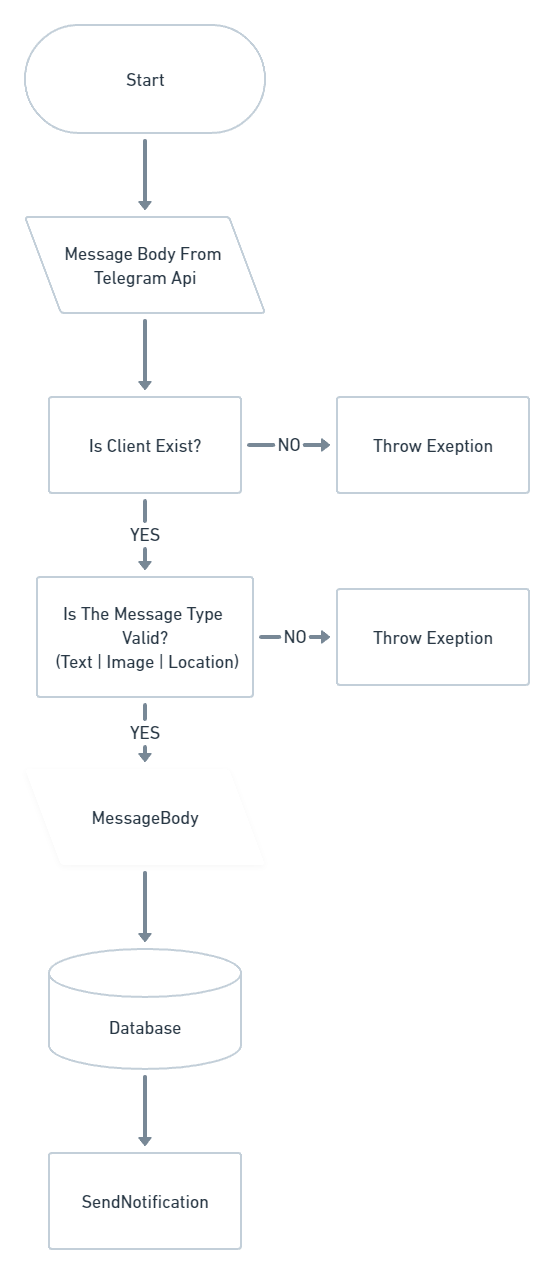 Start
Message Body From
Telegram Api
Is Client Exist?
NO
Throw Exeption
YES
Is The Message Type
Valid?
(Text | Image | Location)
NO
Throw Exeption
YES
MessageBody
Database
SendNotification